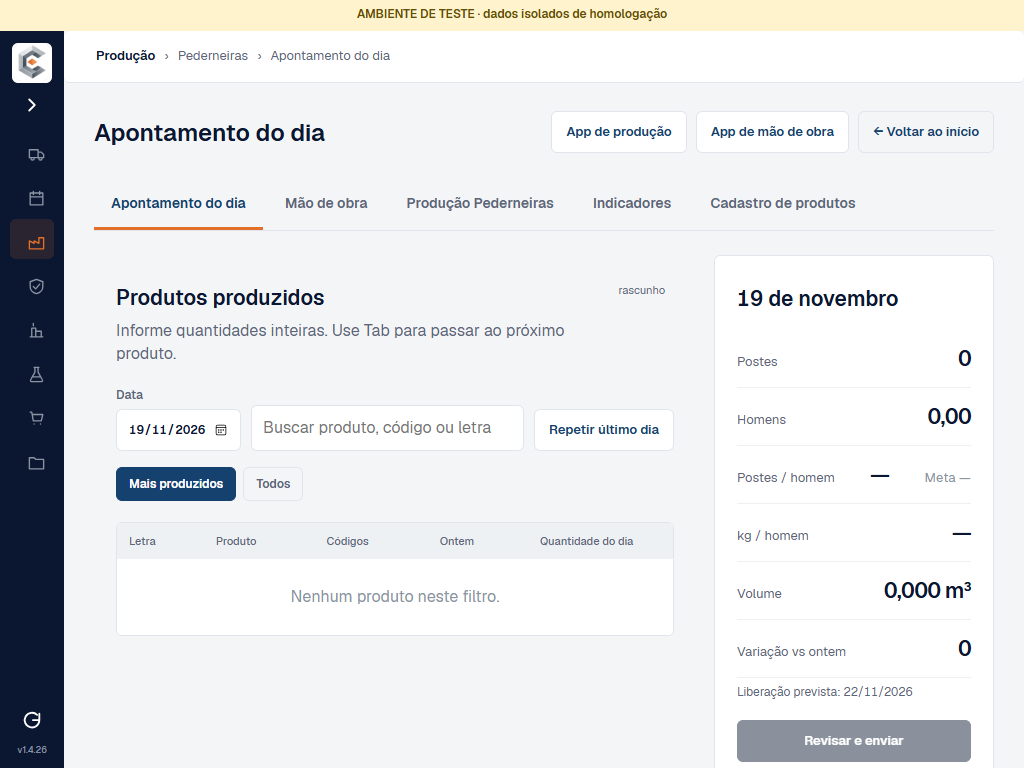 AMBIENTE DE TESTE · dados isolados de homologação
Produção › Pederneiras › Apontamento do dia
Apontamento do dia
App de produção
App de mão de obra
← Voltar ao início
Apontamento do dia
Mão de obra
Produção Pederneiras
Indicadores
Cadastro de produtos
Produtos produzidos
rascunho
Informe quantidades inteiras. Use Tab para passar ao próximo
produto.
Data
19/11/2026
Buscar produto, código ou letra
Repetir último dia
Mais produzidos
Todos
Letra Produto Códigos Ontem Quantidade do dia
Nenhum produto neste filtro.
19 de novembro
Postes 0
Homens 0,00
Postes / homem — Meta —
kg / homem —
Volume 0,000 m³
Variação vs ontem 0
Liberação prevista: 22/11/2026
Revisar e enviar
v1.4.26